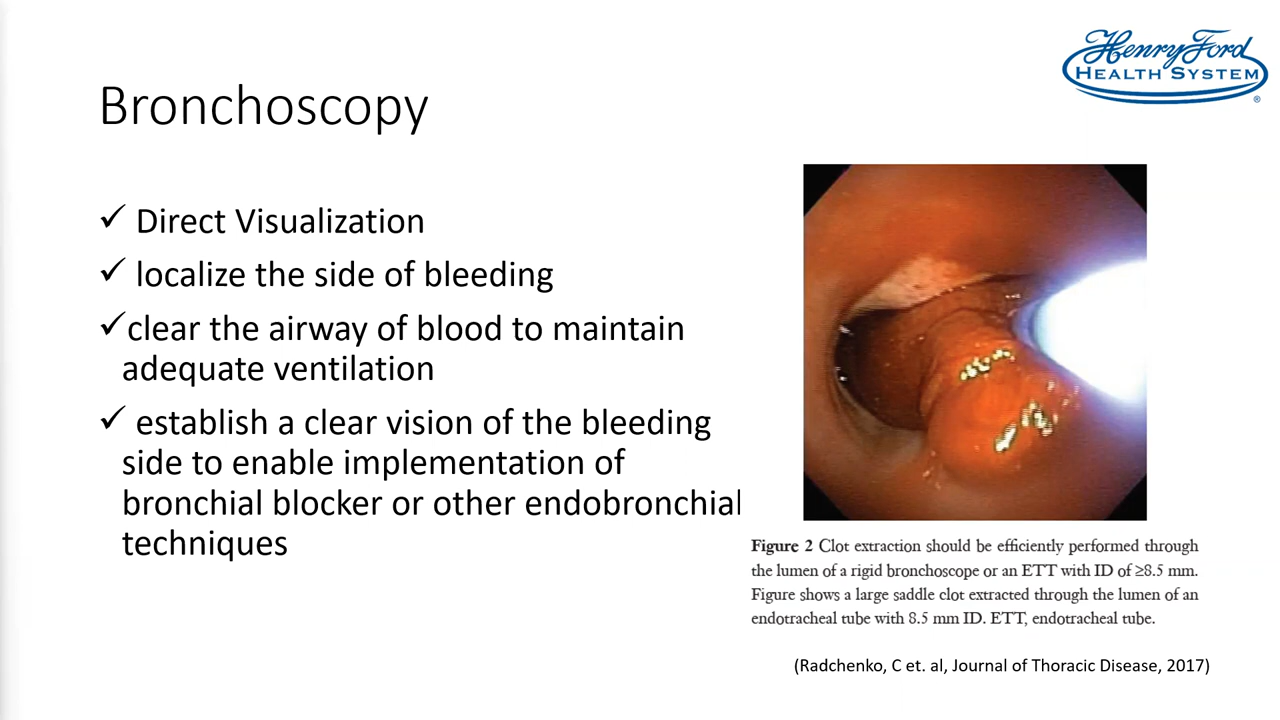 Henry Ford
HEALTH SYSTEM
®
Bronchoscopy
✓ Direct Visualization
✓ localize the side of bleeding
✓clear the airway of blood to maintain
adequate ventilation
✓ establish a clear vision of the bleeding
side to enable implementation of
bronchial blocker or other endobronchial
techniques
Figure 2 Clot extraction should be efficiently performed through
the lumen of a rigid bronchoscope or an ETT with ID of ≥8.5 mm.
Figure shows a large saddle clot extracted through the lumen of an
endotracheal tube with 8.5 mm ID. ETT, endotracheal tube.
(Radchenko, C et. al, Journal of Thoracic Disease, 2017)